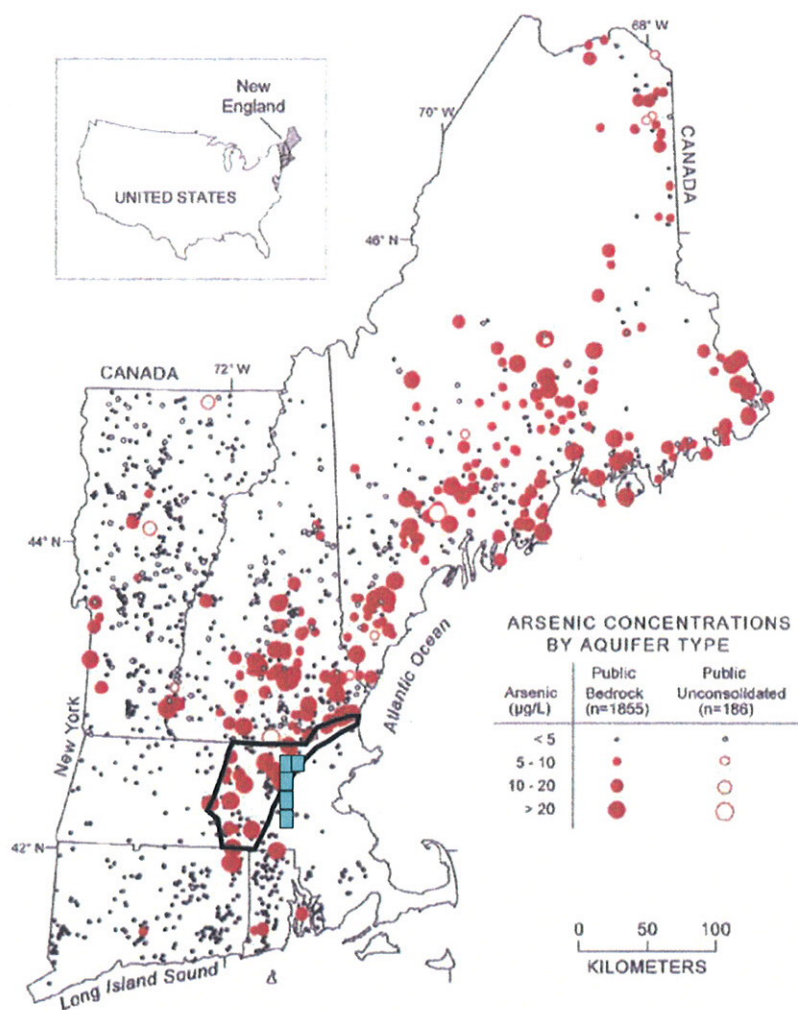 New
England
UNITED STATES
68° W
70° W
CANADA
46° N
CANADA
72° W
44° N
Atlantic Ocean
New York
42° N
Long Island Sound
ARSENIC CONCENTRATIONS
BY AQUIFER TYPE
Arsenic
(µg/L)
Public
Bedrock
(n=1855)
Public
Unconsolidated
(n=186)
< 5
5 - 10
10 - 20
> 20
0 50 100
KILOMETERS